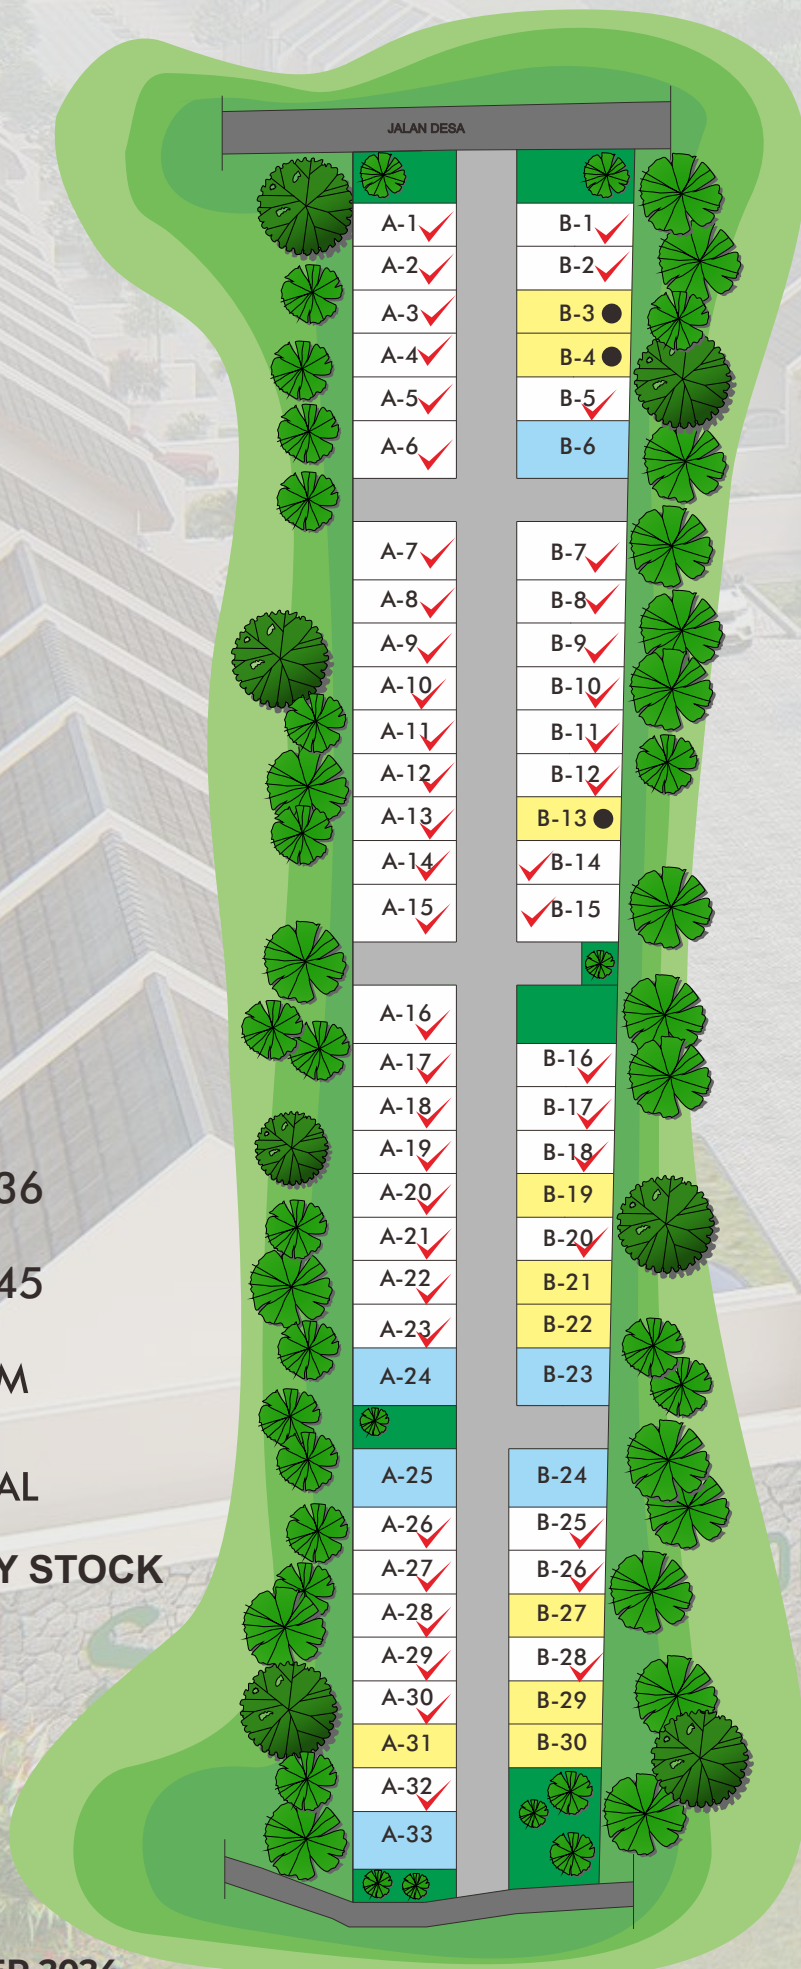 JALAN DESA
A-1 B-1
A-2 B-2
A-3 B-3
A-4 B-4
A-5 B-5
A-6 B-6
A-7 B-7
A-8 B-8
A-9 B-9
A-10 B-10
A-11 B-11
A-12 B-12
A-13 B-13
A-14 B-14
A-15 B-15
A-16
A-17 B-16
A-18 B-17
A-19 B-18
A-20 B-19
A-21 B-20
A-22 B-21
A-23 B-22
A-24 B-23
A-25 B-24
A-26 B-25
A-27 B-26
A-28 B-27
A-29 B-28
A-30 B-29
A-31 B-30
A-32
A-33
36
45
M
AL
Y STOCK